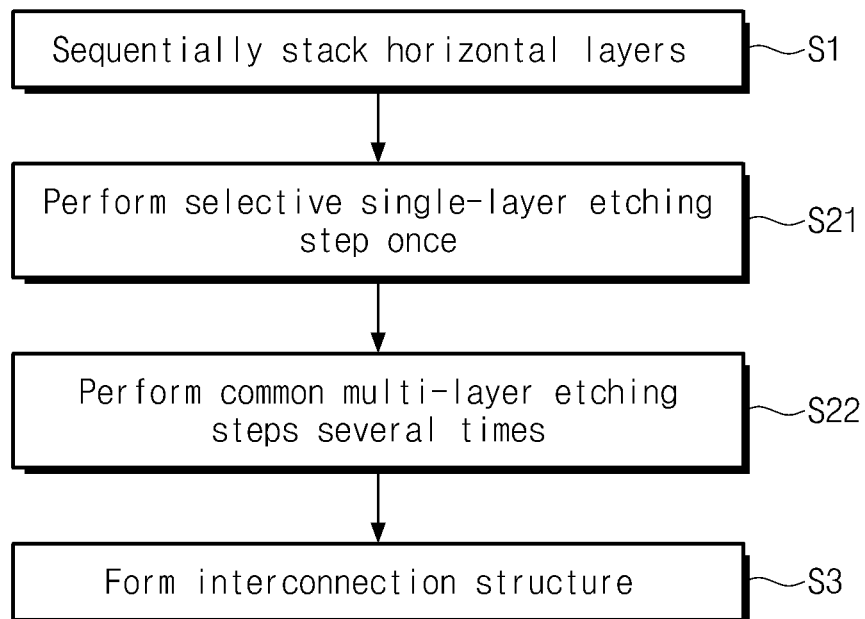 Sequentially stack horizontal layers
S1
Perform selective single-layer etching
step once
S21
Perform common multi-layer etching
steps several times
S22
Form interconnection structure
S3